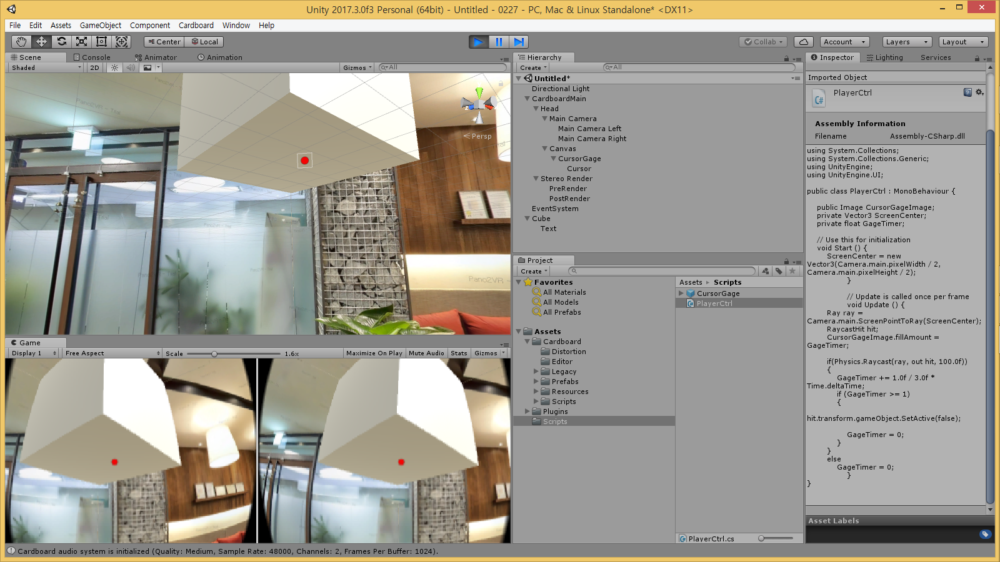 Unity 2017.3.0f3 Personal (64bit) - Untitled - 0227 - PC, Mac & Linux Standalone* <DX11>
File Edit Assets GameObject Component Cardboard Window Help
Center Local Collab Account Layers Layout
Scene Console Animator Animation
Shaded 2D Gizmos All
Persp
Pano2VR - Trial
Pano2VR
Game
Display 1 Free Aspect Scale 1.6x Maximize On Play Mute Audio Stats Gizmos
Hierarchy
Create All
Untitled*
Directional Light
CardboardMain
Head
Main Camera
Main Camera Left
Main Camera Right
Canvas
CursorGage
Cursor
Stereo Render
PreRender
PostRender
EventSystem
Cube
Text
Project
Create
Favorites
All Materials
All Models
All Prefabs
Assets
Cardboard
Distortion
Editor
Legacy
Prefabs
Resources
Scripts
Plugins
Scripts
Assets Scripts
CursorGage
PlayerCtrl
PlayerCtrl.cs
Inspector Lighting Services
Imported Object
PlayerCtrl
Assembly Information
Filename Assembly-CSharp.dll
using System.Collections;
using System.Collections.Generic;
using UnityEngine;
using UnityEngine.UI;
public class PlayerCtrl : MonoBehaviour {
public Image CursorGageImage;
private Vector3 ScreenCenter;
private float GageTimer;
// Use this for initialization
void Start () {
ScreenCenter = new
Vector3(Camera.main.pixelWidth / 2,
Camera.main.pixelHeight / 2);
}
// Update is called once per frame
void Update () {
Ray ray =
Camera.main.ScreenPointToRay(ScreenCenter);
RaycastHit hit;
CursorGageImage.fillAmount =
GageTimer;
if(Physics.Raycast(ray, out hit, 100.0f))
{
GageTimer += 1.0f / 3.0f *
Time.deltaTime;
if (GageTimer >= 1)
{
hit.transform.gameObject.SetActive(false);
GageTimer = 0;
}
}
else
GageTimer = 0;
}
}
Asset Labels
Cardboard audio system is initialized (Quality: Medium, Sample Rate: 48000, Channels: 2, Frames Per Buffer: 1024).